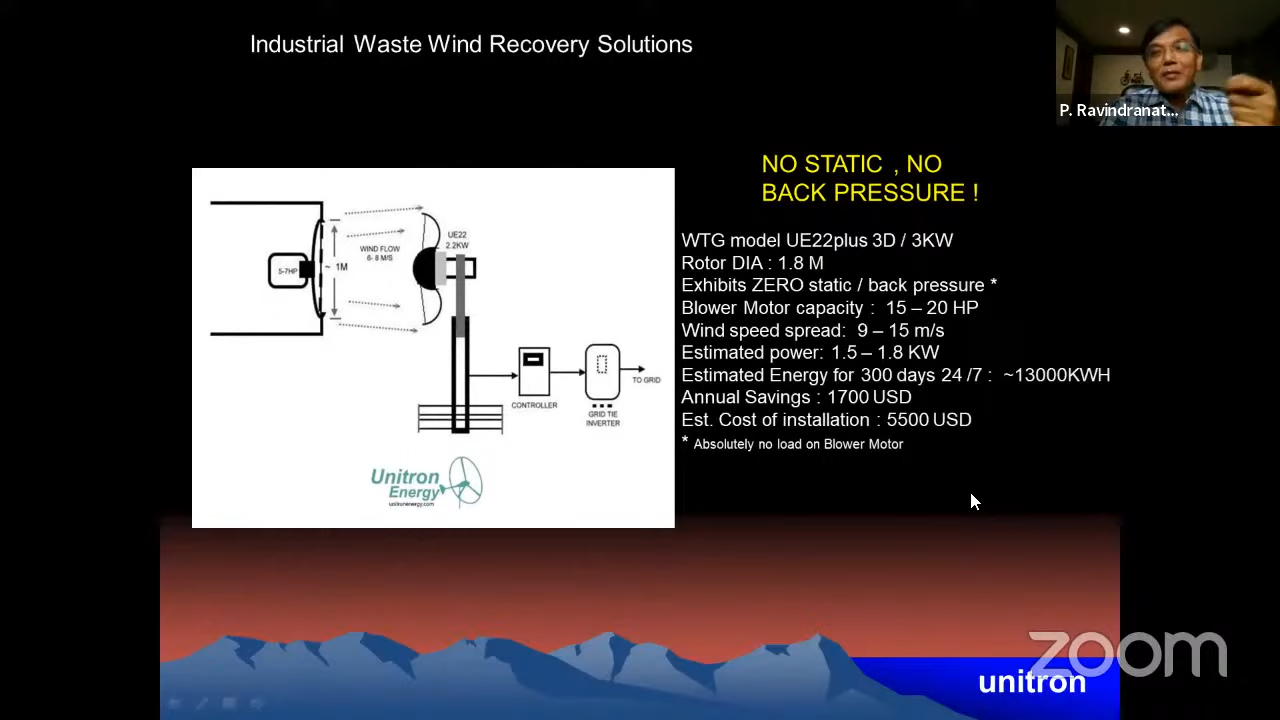 Industrial Waste Wind Recovery Solutions
P. Ravindranat...
NO STATIC , NO
BACK PRESSURE !
WTG model UE22plus 3D / 3KW
Rotor DIA : 1.8 M
Exhibits ZERO static / back pressure *
Blower Motor capacity : 15 – 20 HP
Wind speed spread: 9 – 15 m/s
Estimated power: 1.5 – 1.8 KW
Estimated Energy for 300 days 24 /7 : ~13000KWH
Annual Savings : 1700 USD
Est. Cost of installation : 5500 USD
* Absolutely no load on Blower Motor
5-7HP
~ 1M
WIND FLOW
6- 8 M/S
UE22
2.2KW
CONTROLLER
GRID TIE
INVERTER
TO GRID
Unitron
Energy
unitronenergy.com
zoom
unitron